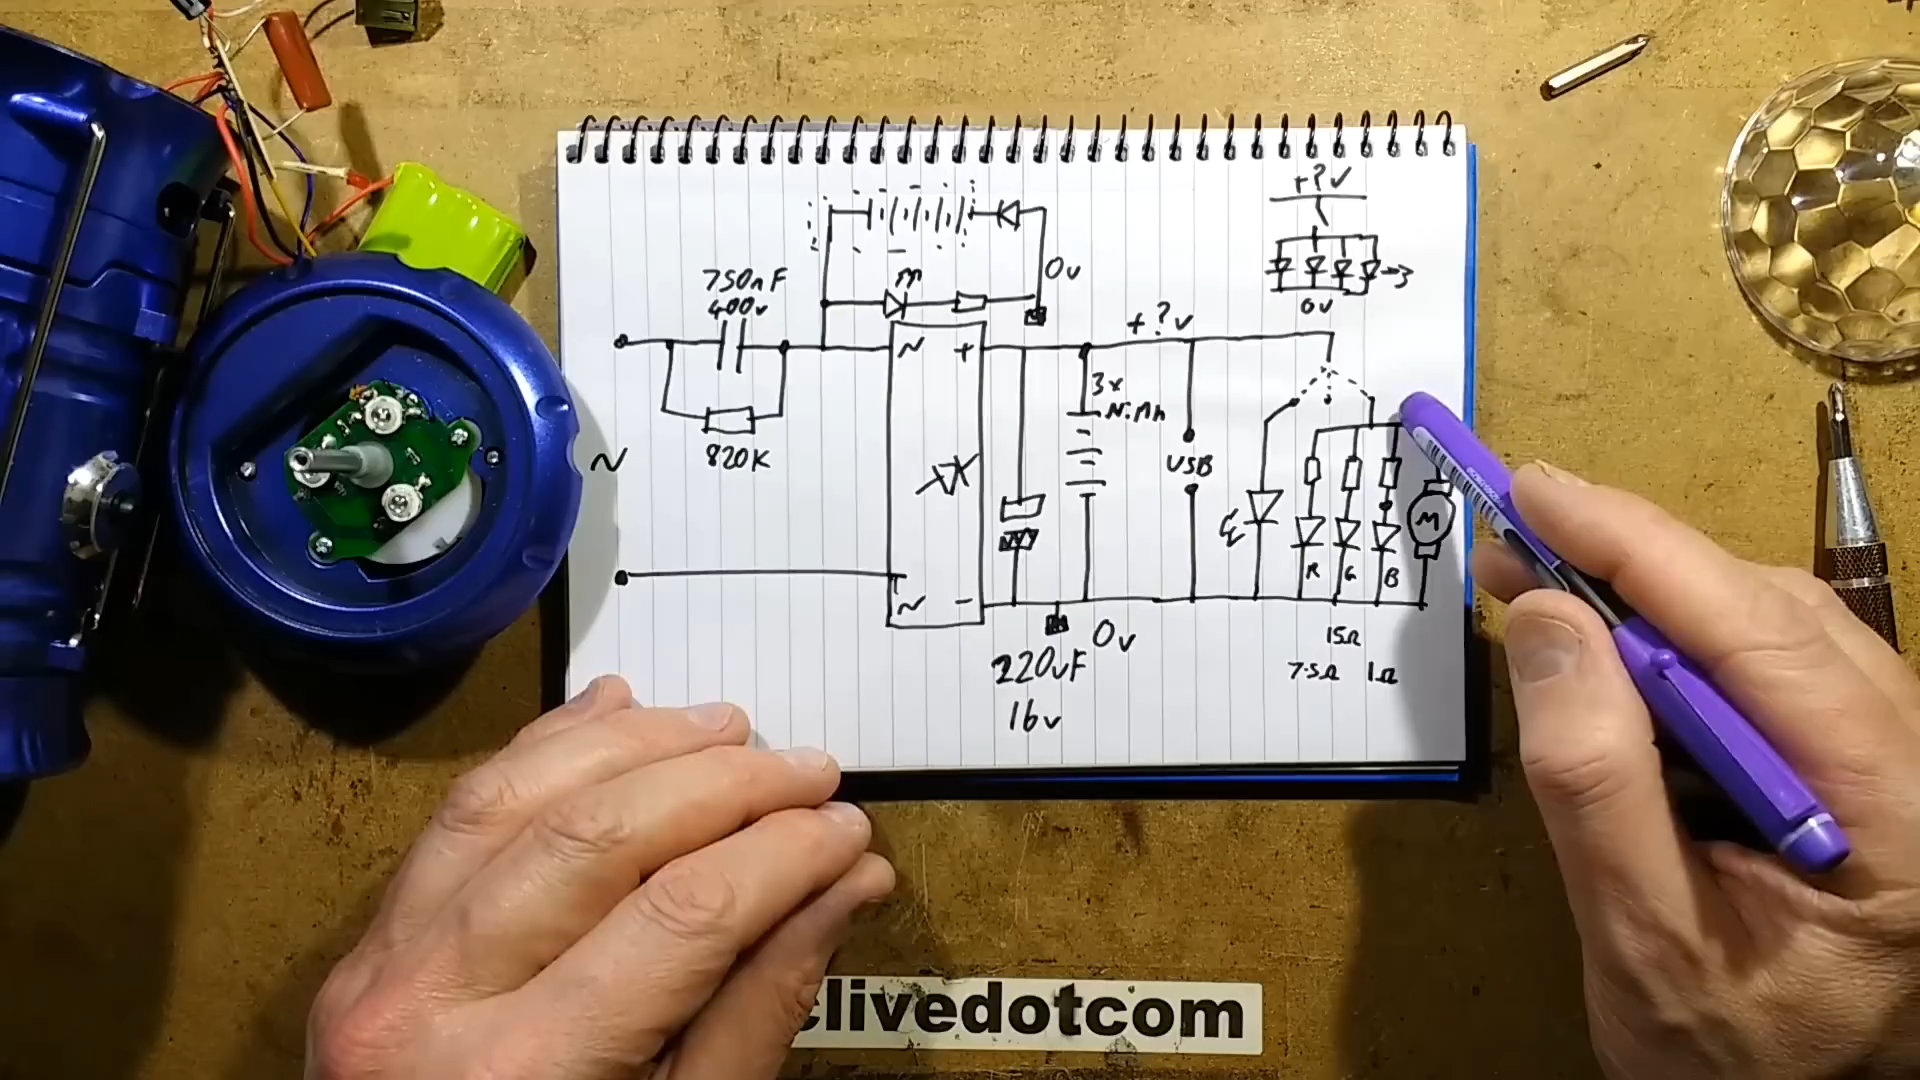 +?v
0v
750nF
400v
0v
+?v
~
+
3x
NiMh
820K
~
USB
M
R
G
B
~
-
0v
15Ω
7.5Ω
1Ω
220uF
16v
clivedotcom